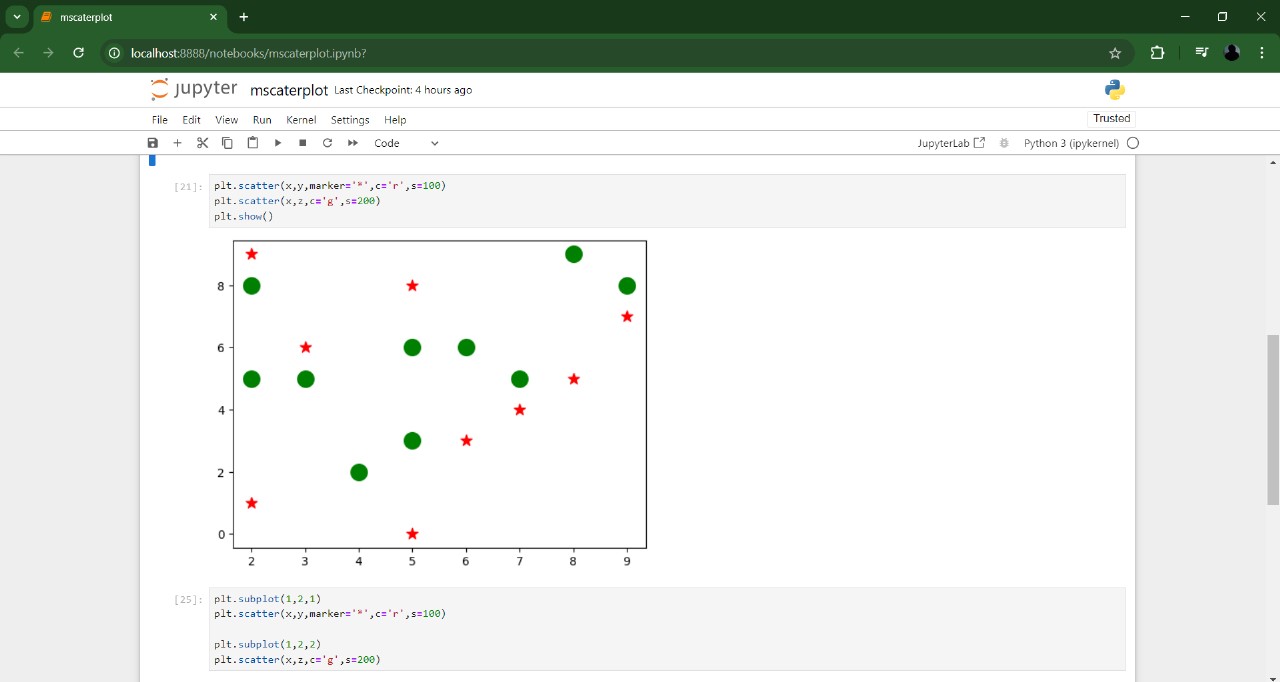 mscaterplot
localhost:8888/notebooks/mscaterplot.ipynb?
jupyter mscaterplot Last Checkpoint: 4 hours ago
File Edit View Run Kernel Settings Help
Trusted
Code
JupyterLab
Python 3 (ipykernel)
[21]:
plt.scatter(x,y,marker='*',c='r',s=100)
plt.scatter(x,z,c='g',s=200)
plt.show()
8
6
4
2
0
2 3 4 5 6 7 8 9
[25]:
plt.subplot(1,2,1)
plt.scatter(x,y,marker='*',c='r',s=100)
plt.subplot(1,2,2)
plt.scatter(x,z,c='g',s=200)